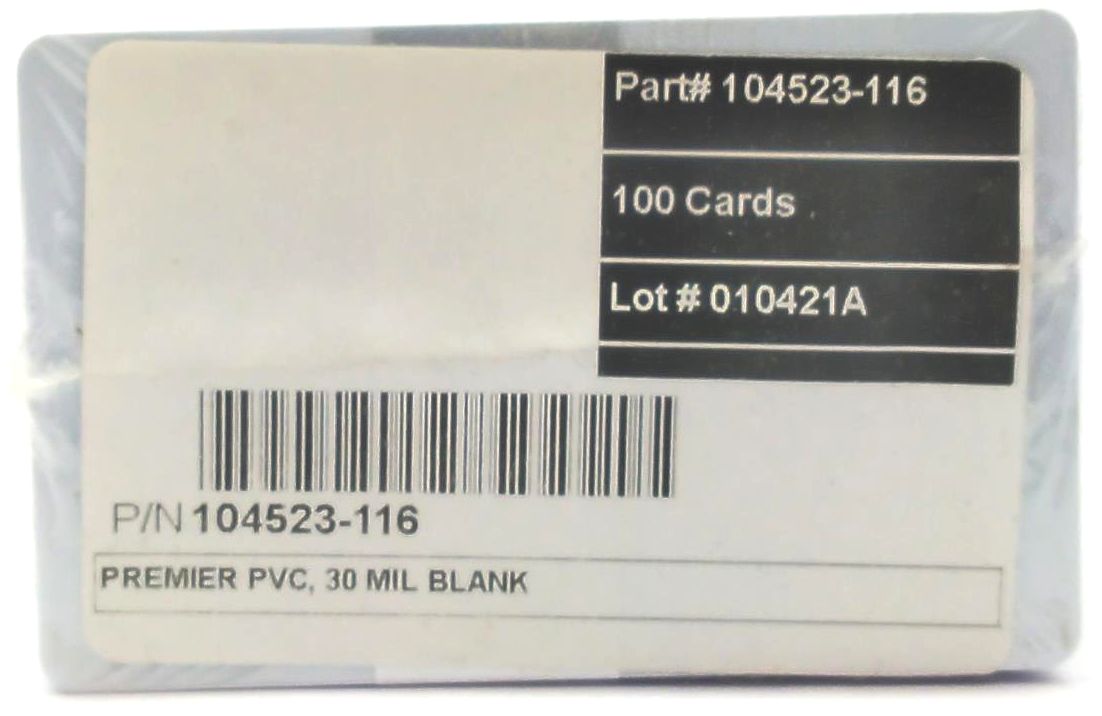 Part# 104523-116
100 Cards
Lot # 010421A
P/N 104523-116
PREMIER PVC, 30 MIL BLANK